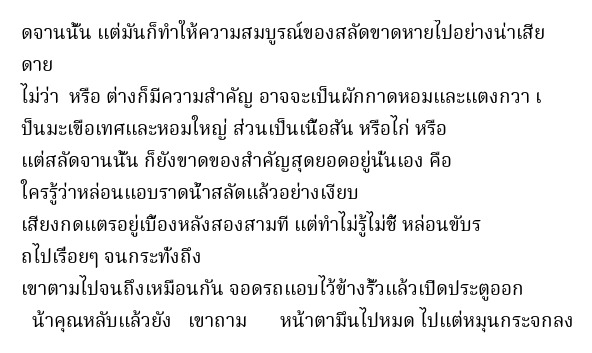 ดจานนั้น แต่มันก็ทำให้ความสมบูรณ์ของสลัดขาดหายไปอย่างน่าเสีย
ดาย
ไม่ว่า หรือ ต่างก็มีความสำคัญ อาจจะเป็นผักกาดหอมและแตงกวา เ
ป็นมะเขือเทศและหอมใหญ่ ส่วนเป็นเนื้อสัน หรือไก่ หรือ
แต่สลัดจานนั้น ก็ยังขาดของสำคัญสุดยอดอยู่นั่นเอง คือ
ใครรู้ว่าหล่อนแอบราดน้ำสลัดแล้วอย่างเงียบ
เสียงกดแตรอยู่เบื้องหลังสองสามที แต่ทำไม่รู้ไม่ชี้ หล่อนขับร
ถไปเรื่อยๆ จนกระทั่งถึง
เขาตามไปจนถึงเหมือนกัน จอดรถแอบไว้ข้างรั้วแล้วเปิดประตูออก
น้าคุณหลับแล้วยัง เขาถาม หน้าตามึนไปหมด ไปแต่หมุนกระจกลง